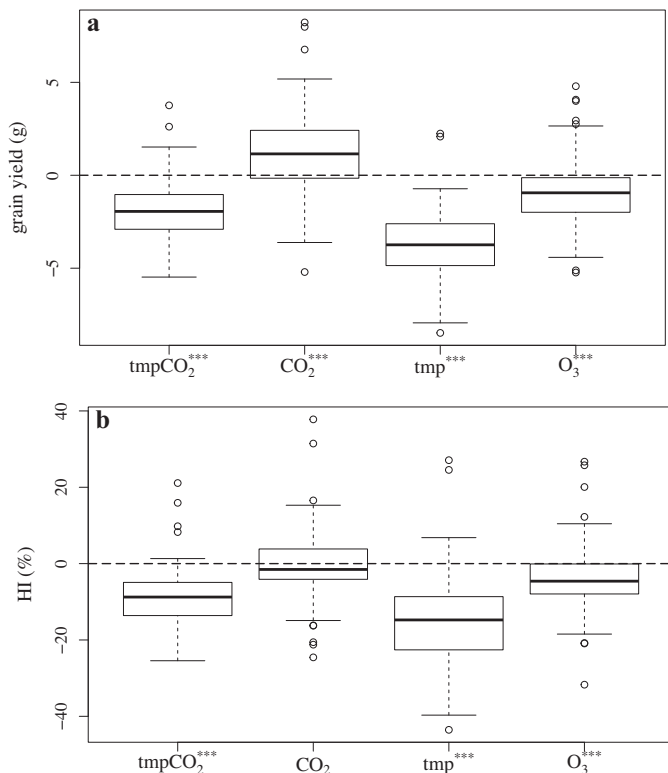 a
grain yield (g)
5
0
−5
tmpCO2*** CO2*** tmp*** O3***
b
HI (%)
40
20
0
−20
−40
tmpCO2*** CO2 tmp*** O3***